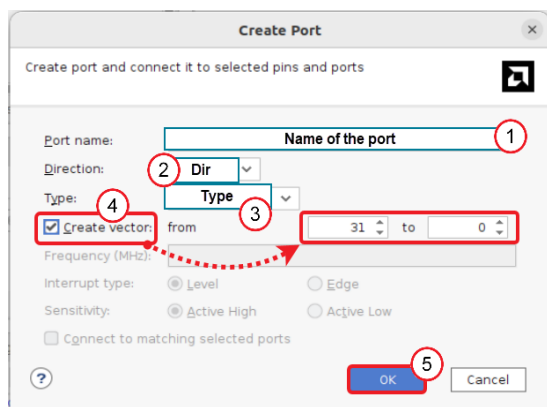 Create Port
Create port and connect it to selected pins and ports
Port name: Name of the port 1
Direction: 2 Dir
Type: Type 3
4
Create vector: from 31 to 0
Frequency (MHz):
Interrupt type: Level Edge
Sensitivity: Active High Active Low
Connect to matching selected ports
5
? OK Cancel